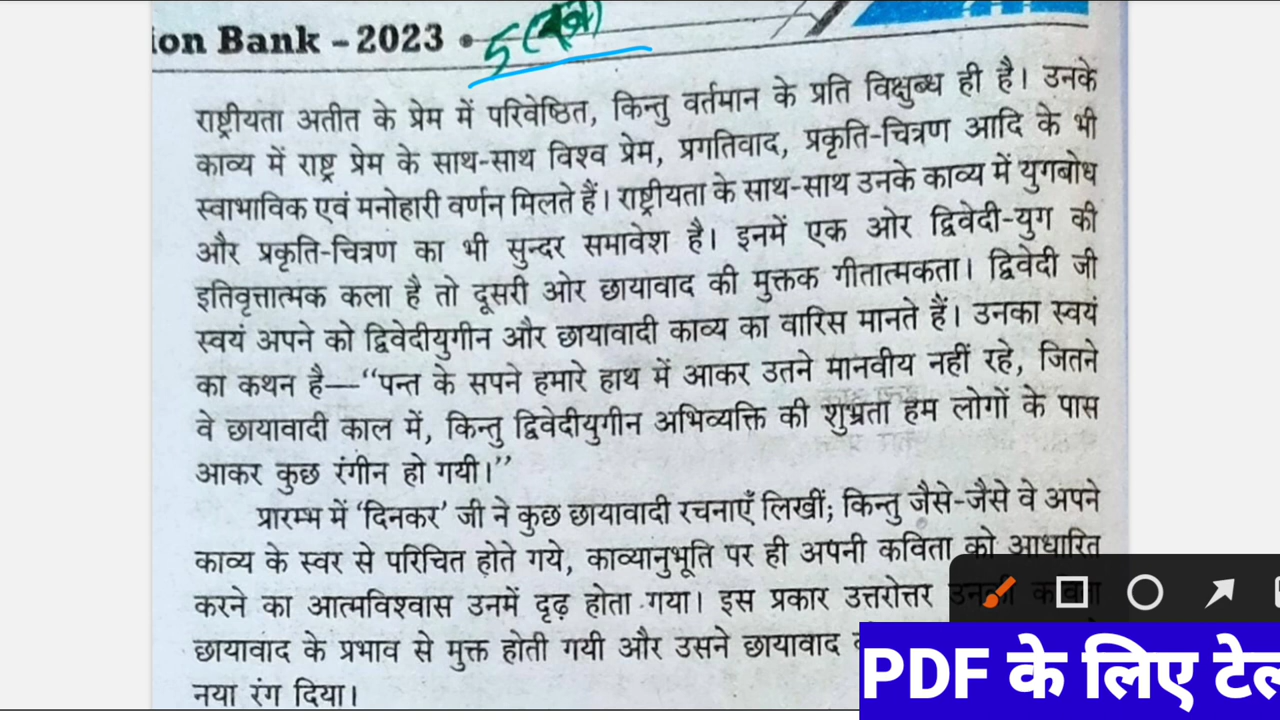 ion Bank – 2023 • 5 (ख)
राष्ट्रीयता अतीत के प्रेम में परिवेष्ठित, किन्तु वर्तमान के प्रति विक्षुब्ध ही है। उनके
काव्य में राष्ट्र प्रेम के साथ-साथ विश्व प्रेम, प्रगतिवाद, प्रकृति-चित्रण आदि के भी
स्वाभाविक एवं मनोहारी वर्णन मिलते हैं। राष्ट्रीयता के साथ-साथ उनके काव्य में युगबोध
और प्रकृति-चित्रण का भी सुन्दर समावेश है। इनमें एक ओर द्विवेदी-युग की
इतिवृत्तात्मक कला है तो दूसरी ओर छायावाद की मुक्तक गीतात्मकता। द्विवेदी जी
स्वयं अपने को द्विवेदीयुगीन और छायावादी काव्य का वारिस मानते हैं। उनका स्वयं
का कथन है—“पन्त के सपने हमारे हाथ में आकर उतने मानवीय नहीं रहे, जितने
वे छायावादी काल में, किन्तु द्विवेदीयुगीन अभिव्यक्ति की शुभ्रता हम लोगों के पास
आकर कुछ रंगीन हो गयी।”
प्रारम्भ में ‘दिनकर’ जी ने कुछ छायावादी रचनाएँ लिखीं; किन्तु जैसे-जैसे वे अपने
काव्य के स्वर से परिचित होते गये, काव्यानुभूति पर ही अपनी कविता को आधारित
करने का आत्मविश्वास उनमें दृढ़ होता गया। इस प्रकार उत्तरोत्तर उनकी कविता
छायावाद के प्रभाव से मुक्त होती गयी और उसने छायावाद
नया रंग दिया।
PDF के लिए